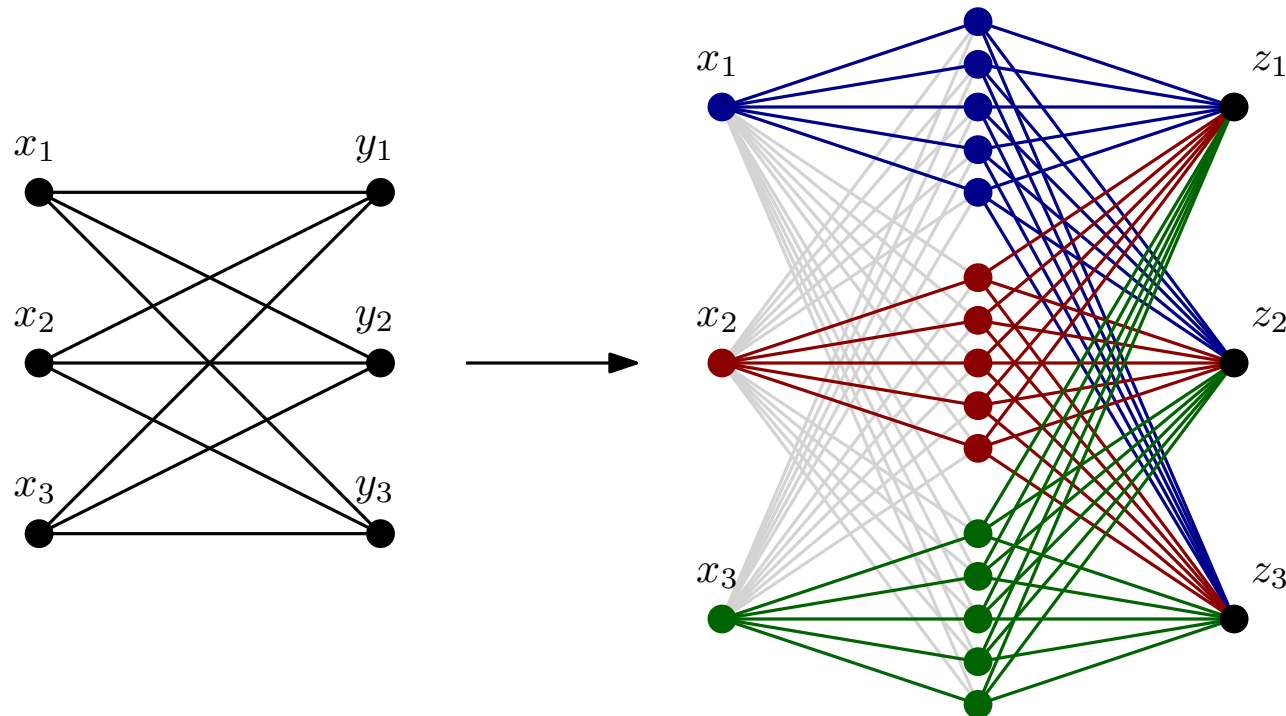 x₁ y₁
x₂ y₂
x₃ y₃
x₁ z₁
x₂ z₂
x₃ z₃